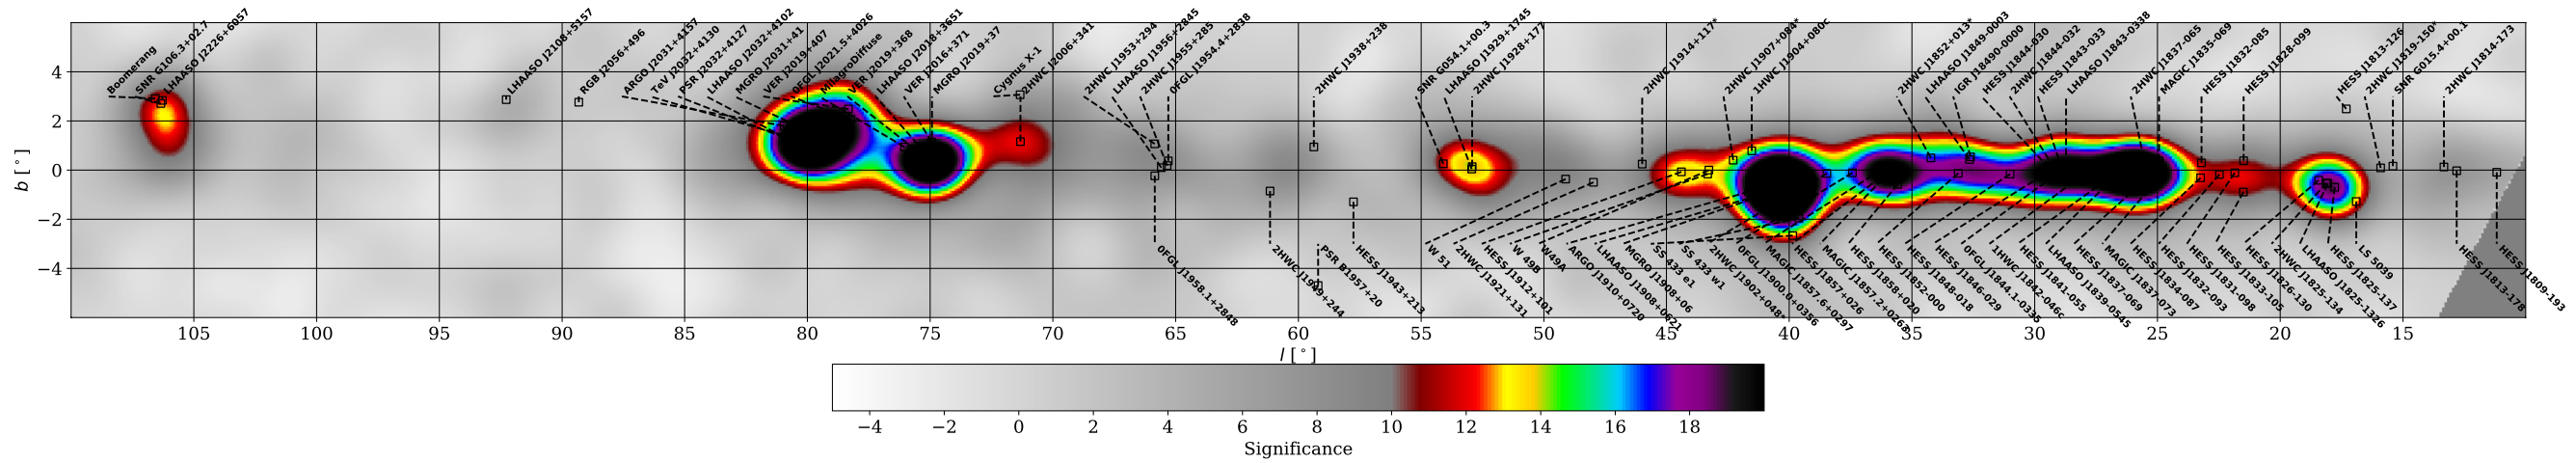 Boomerang
SNR G106.3+02.7
LHAASO J2226+6057
LHAASO J2108+5157
RGB J2056+496
ARGO J2031+4157
TeV J2032+4130
PSR J2032+4127
LHAASO J2032+4102
MGRO J2031+41
VER J2019+407
0FGL J2021.5+4026
MilagroDiffuse
VER J2019+368
LHAASO J2018+3651
VER J2016+371
MGRO J2019+37
Cygnus X-1
2HWC J2006+341
2HWC J1953+294
LHAASO J1956+2845
2HWC J1955+285
0FGL J1954.4+2838
2HWC J1938+238
SNR G054.1+00.3
LHAASO J1929+1745
2HWC J1928+177
2HWC J1914+117*
2HWC J1907+084*
1HWC J1904+080c
2HWC J1852+013*
LHAASO J1849-0003
IGR J18490-0000
HESS J1844-030
2HWC J1844-032
HESS J1843-033
LHAASO J1843-0338
2HWC J1837-065
MAGIC J1835-069
HESS J1832-085
HESS J1828-099
HESS J1813-126
2HWC J1819-150*
SNR G015.4+00.1
2HWC J1814-173
4
2
0
−2
−4
b [°]
0FGL J1958.1+2848
2HWC J1949+244
PSR B1957+20
HESS J1943+213
W 51
2HWC J1921+131
HESS J1912+101
W 49B
W49A
ARGO J1910+0720
LHAASO J1908+0621
MGRO J1908+06
SS 433 e1
SS 433 w1
2HWC J1902+048*
0FGL J1900.0+0356
MAGIC J1857.6+0297
HESS J1857+026
MAGIC J1857.2+0263
HESS J1858+020
HESS J1852-000
HESS J1848-018
HESS J1846-029
0FGL J1844.1-0335
1HWC J1842-046c
HESS J1841-055
LHAASO J1839-0545
HESS J1837-069
MAGIC J1837-073
HESS J1834-087
HESS J1832-093
HESS J1831-098
HESS J1833-105
HESS J1826-130
2HWC J1825-134
LHAASO J1825-1326
HESS J1825-137
LS 5039
HESS J1813-178
HESS J1809-193
105 100 95 90 85 80 75 70 65 60 55 50 45 40 35 30 25 20 15
l [°]
−4 −2 0 2 4 6 8 10 12 14 16 18
Significance